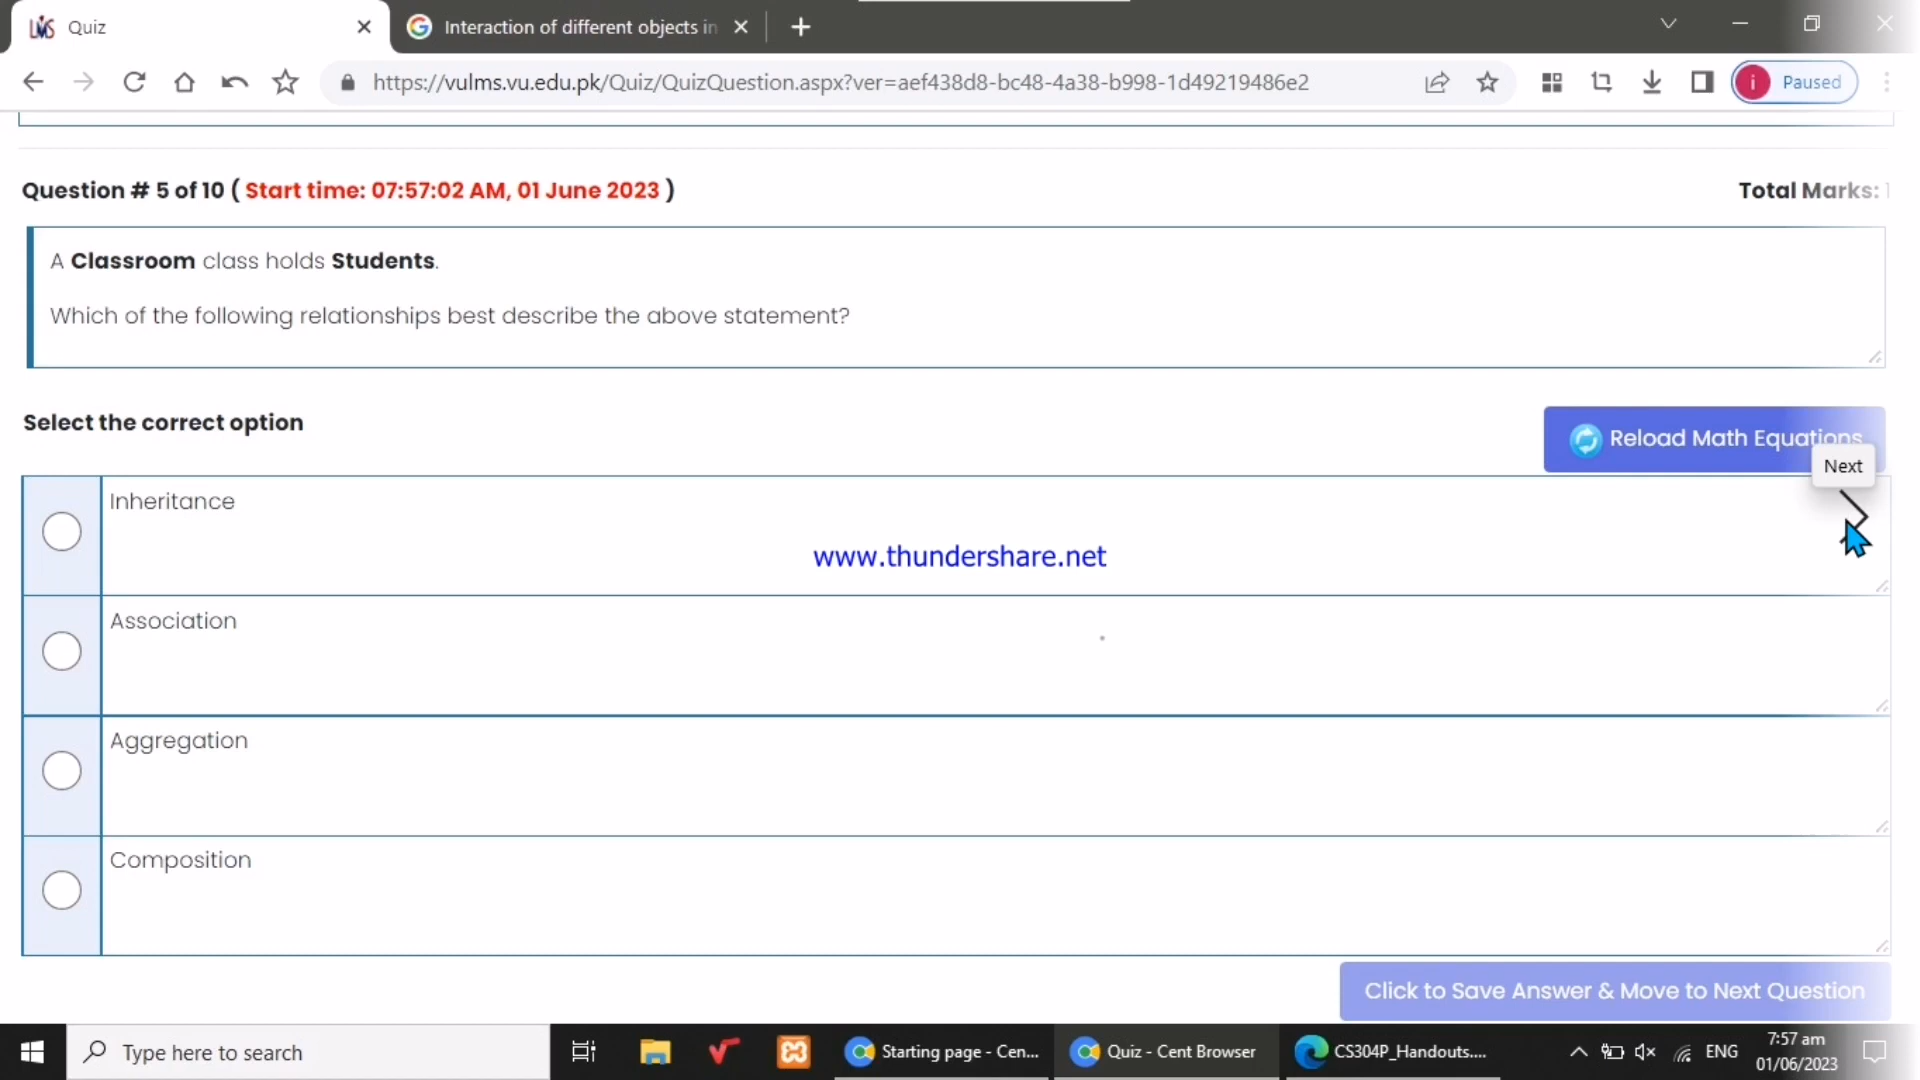 Quiz
Interaction of different objects in
https://vulms.vu.edu.pk/Quiz/QuizQuestion.aspx?ver=aef438d8-bc48-4a38-b998-1d49219486e2
i Paused
Question # 5 of 10 ( Start time: 07:57:02 AM, 01 June 2023 )
Total Marks: 1
A Classroom class holds Students.
Which of the following relationships best describe the above statement?
Select the correct option
Reload Math Equations
Next
Inheritance
www.thundershare.net
Association
Aggregation
Composition
Click to Save Answer & Move to Next Question
Type here to search
Starting page - Cen...
Quiz - Cent Browser
CS304P_Handouts....
ENG
7:57 am
01/06/2023